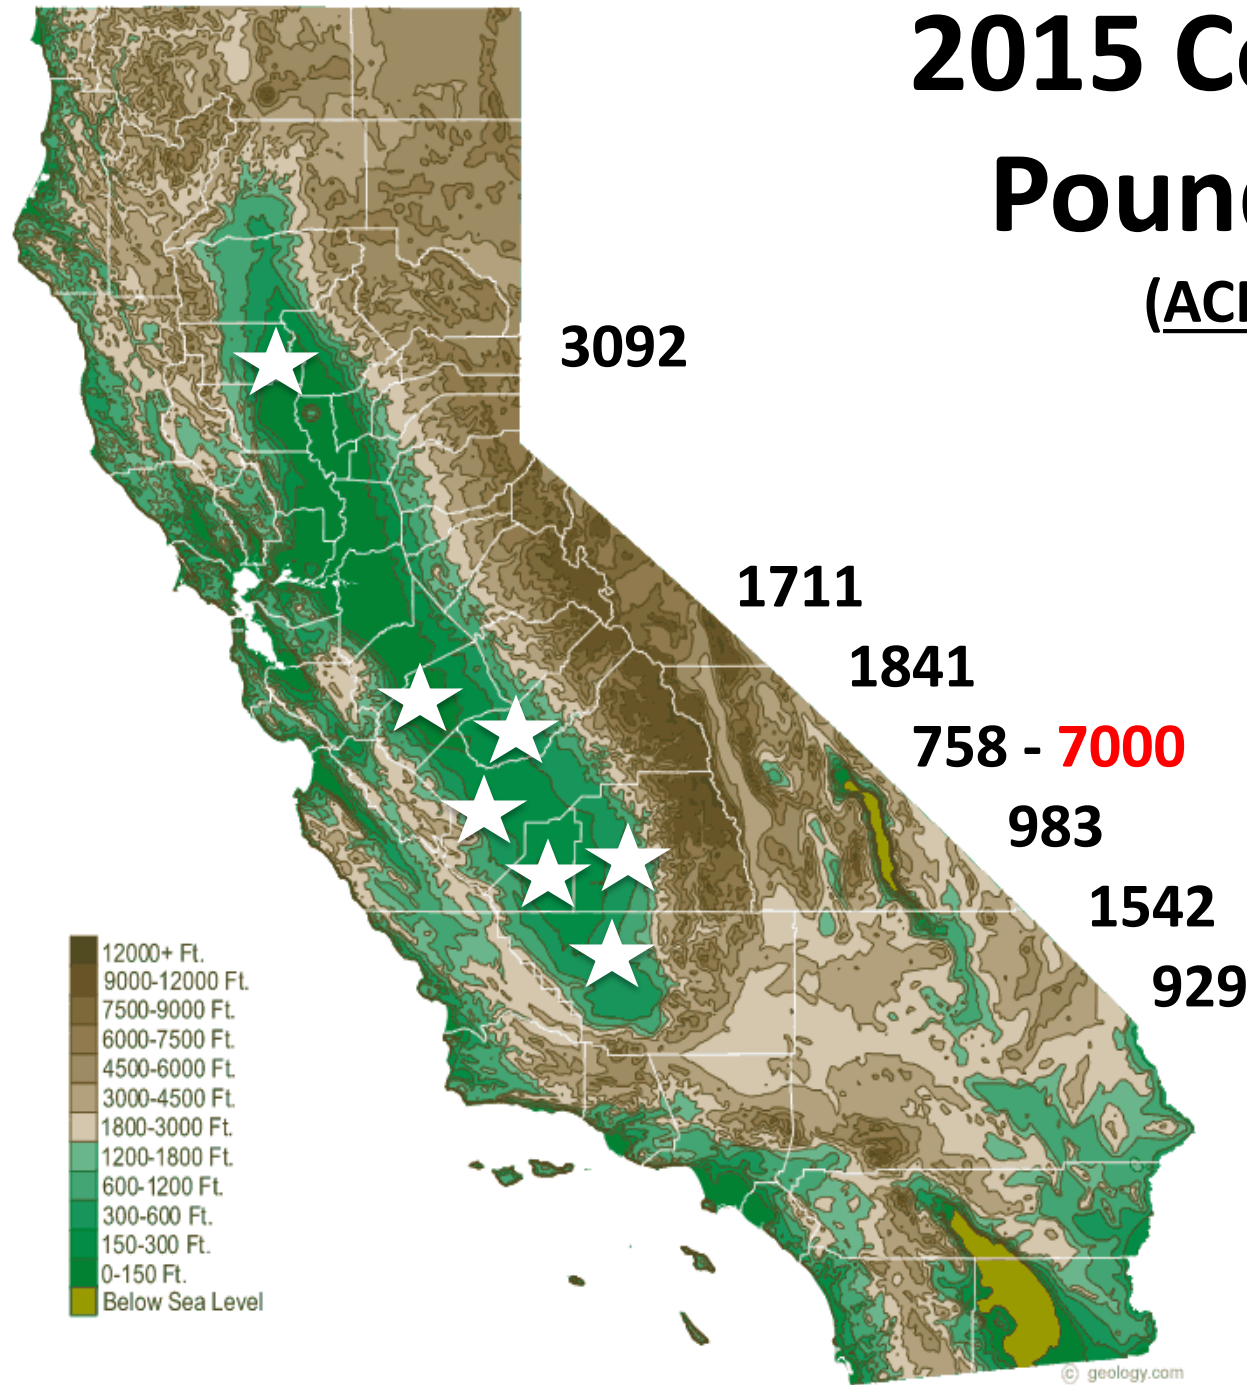 2015
3092
1711
1841
758 - 7000
983
1542
929
12000+ Ft.
9000-12000 Ft.
7500-9000 Ft.
6000-7500 Ft.
4500-6000 Ft.
3000-4500 Ft.
1800-3000 Ft.
1200-1800 Ft.
600-1200 Ft.
300-600 Ft.
150-300 Ft.
0-150 Ft.
Below Sea Level
© geology.com